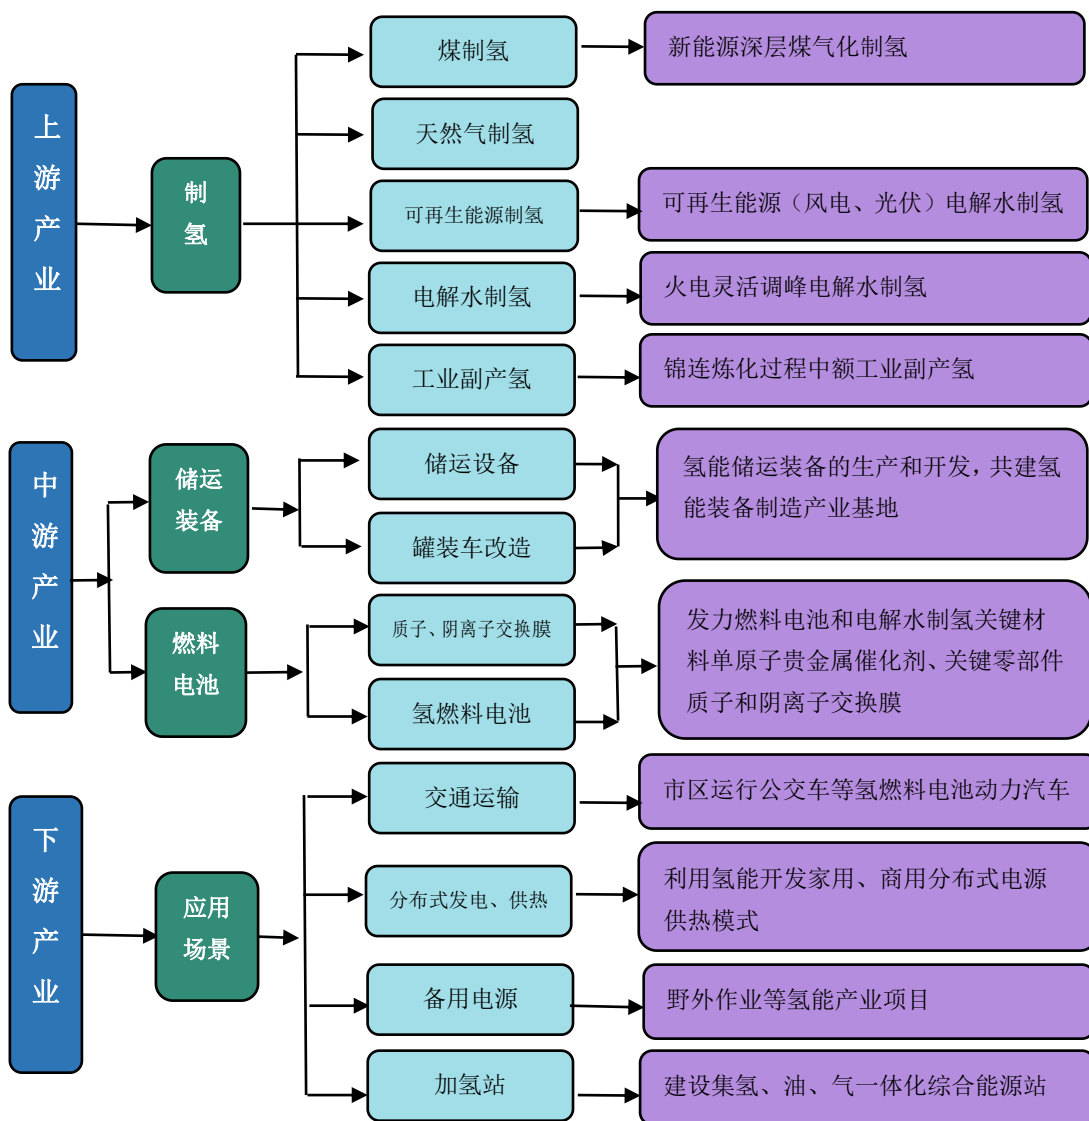 上游产业
制氢
煤制氢
新能源深层煤气化制氢
天然气制氢
可再生能源制氢
可再生能源（风电、光伏）电解水制氢
电解水制氢
火电灵活调峰电解水制氢
工业副产氢
锦连炼化过程中额工业副产氢
中游产业
储运
装备
储运设备
罐装车改造
氢能储运装备的生产和开发，共建氢
能装备制造产业基地
燃料
电池
质子、阴离子交换膜
氢燃料电池
发力燃料电池和电解水制氢关键材
料单原子贵金属催化剂、关键零部件
质子和阴离子交换膜
下游产业
应用
场景
交通运输
市区运行公交车等氢燃料电池动力汽车
分布式发电、供热
利用氢能开发家用、商用分布式电源
供热模式
备用电源
野外作业等氢能产业项目
加氢站
建设集氢、油、气一体化综合能源站